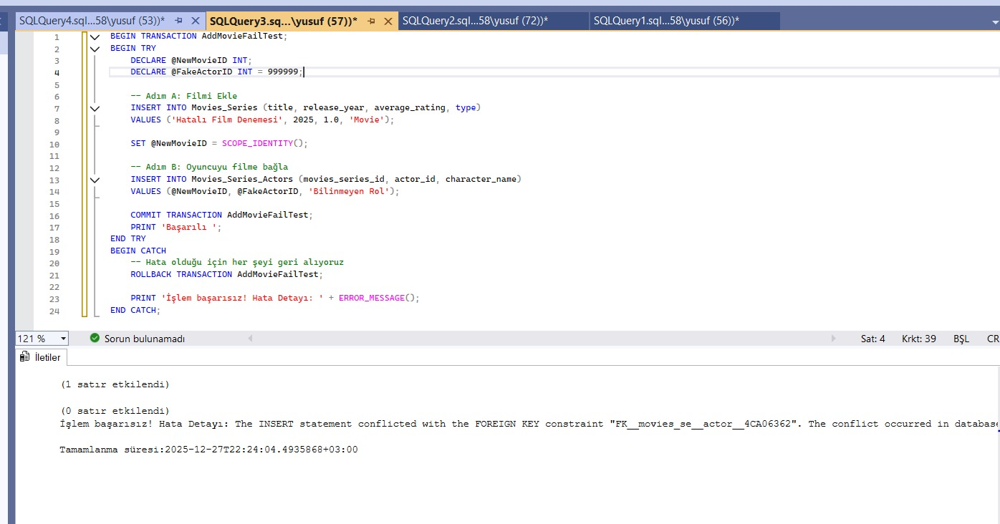 SQLQuery4.sql...58\yusuf (53))*
SQLQuery3.sq...\yusuf (57))*
SQLQuery2.sql...58\yusuf (72))*
SQLQuery1.sql...58\yusuf (56))*
1 BEGIN TRANSACTION AddMovieFailTest;
2 BEGIN TRY
3 DECLARE @NewMovieID INT;
4 DECLARE @FakeActorID INT = 999999;
5
6 -- Adım A: Filmi Ekle
7 INSERT INTO Movies_Series (title, release_year, average_rating, type)
8 VALUES ('Hatalı Film Denemesi', 2025, 1.0, 'Movie');
9
10 SET @NewMovieID = SCOPE_IDENTITY();
11
12 -- Adım B: Oyuncuyu filme bağla
13 INSERT INTO Movies_Series_Actors (movies_series_id, actor_id, character_name)
14 VALUES (@NewMovieID, @FakeActorID, 'Bilinmeyen Rol');
15
16 COMMIT TRANSACTION AddMovieFailTest;
17 PRINT 'Başarılı ';
18 END TRY
19 BEGIN CATCH
20 -- Hata olduğu için her şeyi geri alıyoruz
21 ROLLBACK TRANSACTION AddMovieFailTest;
22
23 PRINT 'İşlem başarısız! Hata Detayı: ' + ERROR_MESSAGE();
24 END CATCH;
121 % Sorun bulunamadı Sat: 4 Krkt: 39 BŞL CR
İletiler
(1 satır etkilendi)
(0 satır etkilendi)
İşlem başarısız! Hata Detayı: The INSERT statement conflicted with the FOREIGN KEY constraint "FK__movies_se__actor__4CA06362". The conflict occurred in database
Tamamlanma süresi:2025-12-27T22:24:04.4935868+03:00